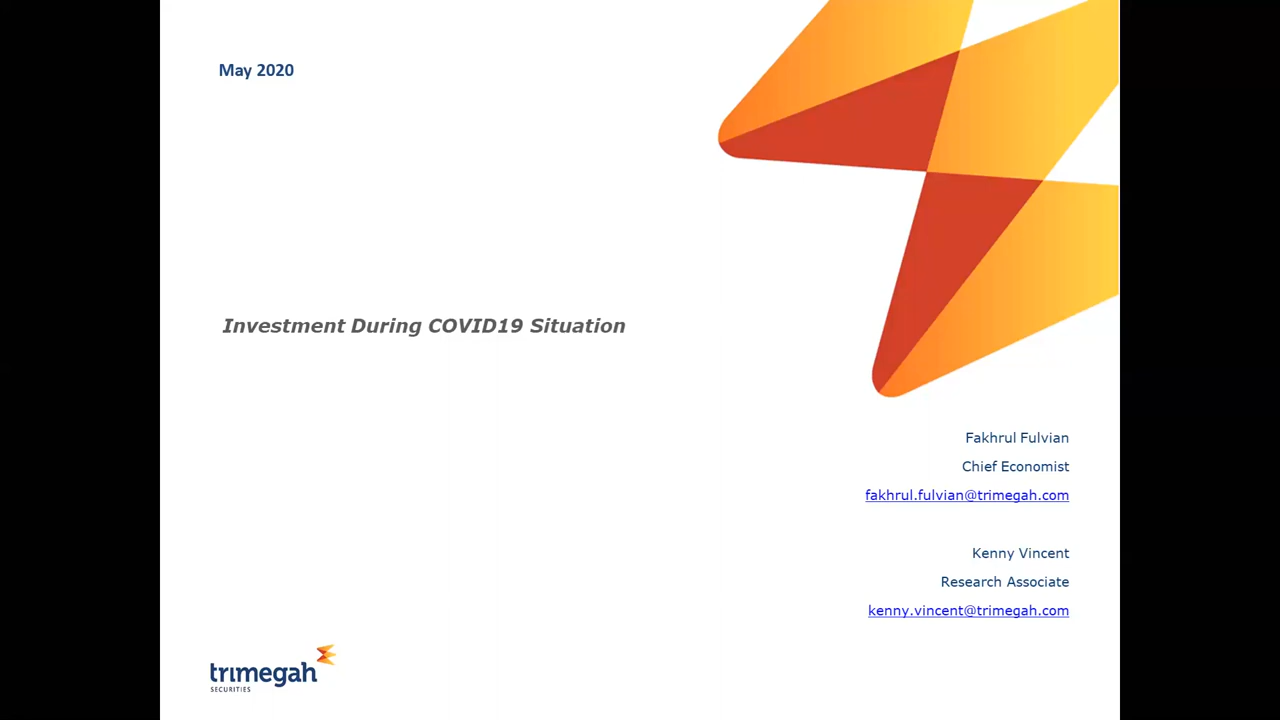 May 2020
Investment During COVID19 Situation
Fakhrul Fulvian
Chief Economist
fakhrul.fulvian@trimegah.com
Kenny Vincent
Research Associate
kenny.vincent@trimegah.com
trimegah
SECURITIES